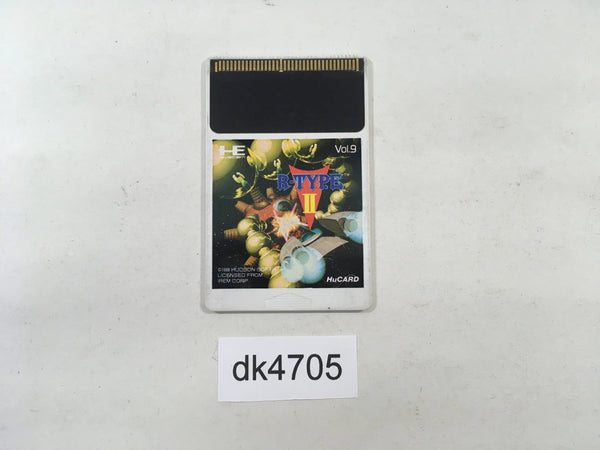 HE
Vol.9
R-TYPE
II
©1988 HUDSON SOFT
LICENSED FROM
IREM CORP.
HuCARD
dk4705